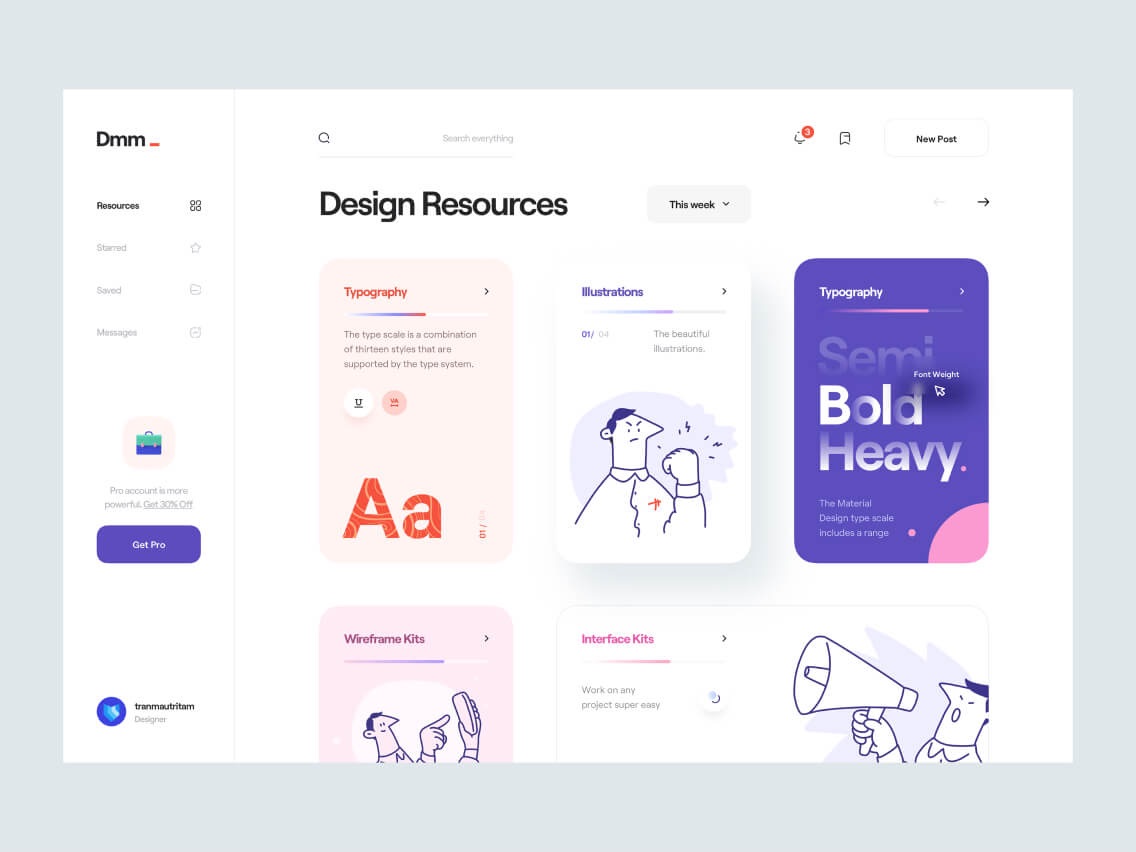 Dmm
Resources
Starred
Saved
Messages
Pro account is more
powerful. Get 30% Off
Get Pro
tranmautritam
Designer
Search everything
3
New Post
Design Resources
This week
Typography
The type scale is a combination
of thirteen styles that are
supported by the type system.
U
VA
Aa
01 / 04
Illustrations
01/ 04
The beautiful
illustrations.
Typography
Semi
Font Weight
Bold
Heavy.
The Material
Design type scale
includes a range
Wireframe Kits
Interface Kits
Work on any
project super easy